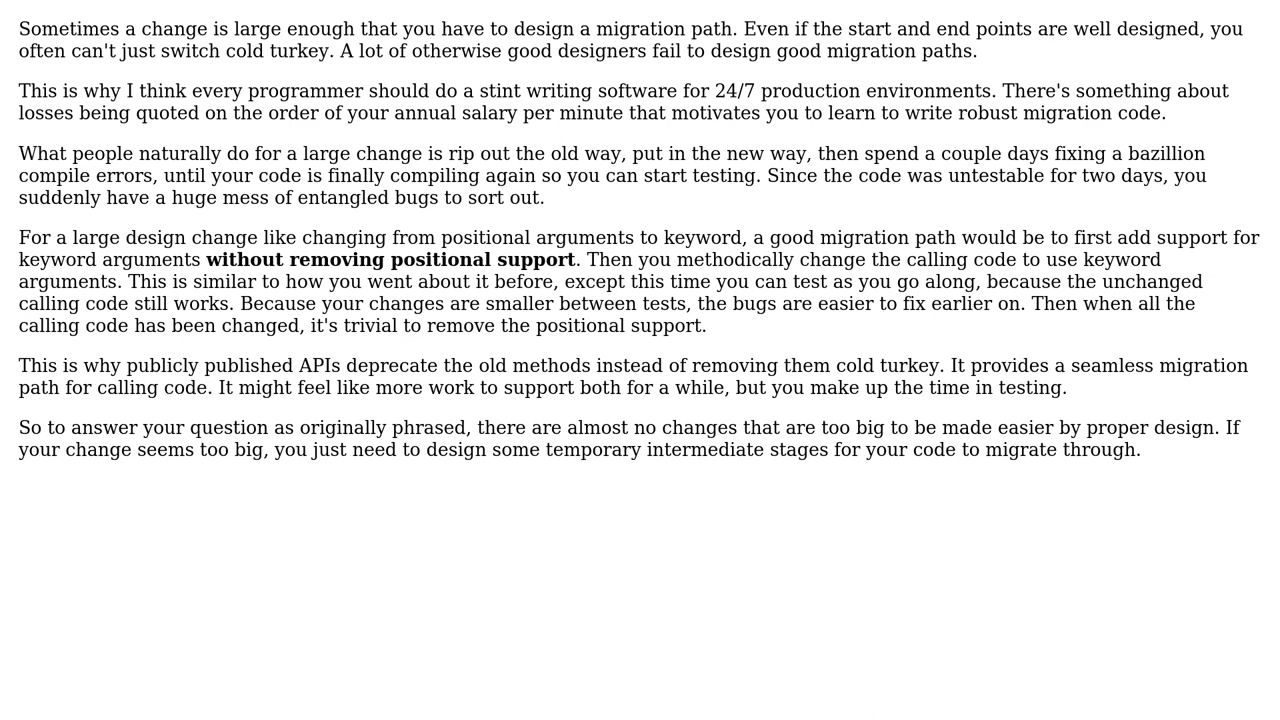 Sometimes a change is large enough that you have to design a migration path. Even if the start and end points are well designed, you
often can't just switch cold turkey. A lot of otherwise good designers fail to design good migration paths.
This is why I think every programmer should do a stint writing software for 24/7 production environments. There's something about
losses being quoted on the order of your annual salary per minute that motivates you to learn to write robust migration code.
What people naturally do for a large change is rip out the old way, put in the new way, then spend a couple days fixing a bazillion
compile errors, until your code is finally compiling again so you can start testing. Since the code was untestable for two days, you
suddenly have a huge mess of entangled bugs to sort out.
For a large design change like changing from positional arguments to keyword, a good migration path would be to first add support for
keyword arguments without removing positional support. Then you methodically change the calling code to use keyword
arguments. This is similar to how you went about it before, except this time you can test as you go along, because the unchanged
calling code still works. Because your changes are smaller between tests, the bugs are easier to fix earlier on. Then when all the
calling code has been changed, it's trivial to remove the positional support.
This is why publicly published APIs deprecate the old methods instead of removing them cold turkey. It provides a seamless migration
path for calling code. It might feel like more work to support both for a while, but you make up the time in testing.
So to answer your question as originally phrased, there are almost no changes that are too big to be made easier by proper design. If
your change seems too big, you just need to design some temporary intermediate stages for your code to migrate through.